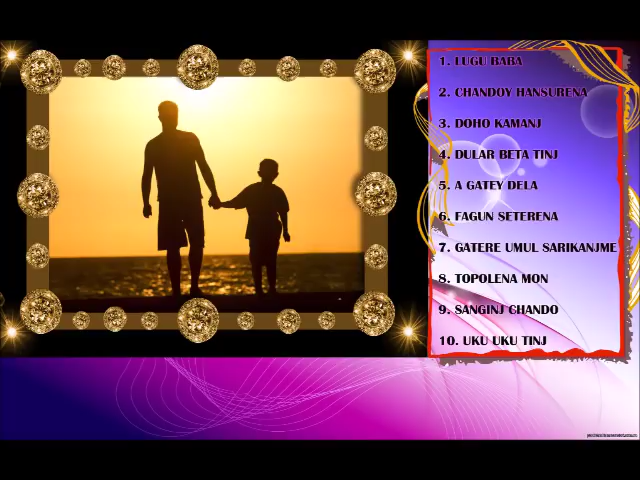 1. LUGU BABA
2. CHANDOY HANSURENA
3. DOHO KAMANJ
4. DULAR BETA TINJ
5. A GATEY DELA
6. FAGUN SETERENA
7. GATERE UMUL SARIKANJME
8. TOPOLENA MON
9. SANGINJ CHANDO
10. UKU UKU TINJ